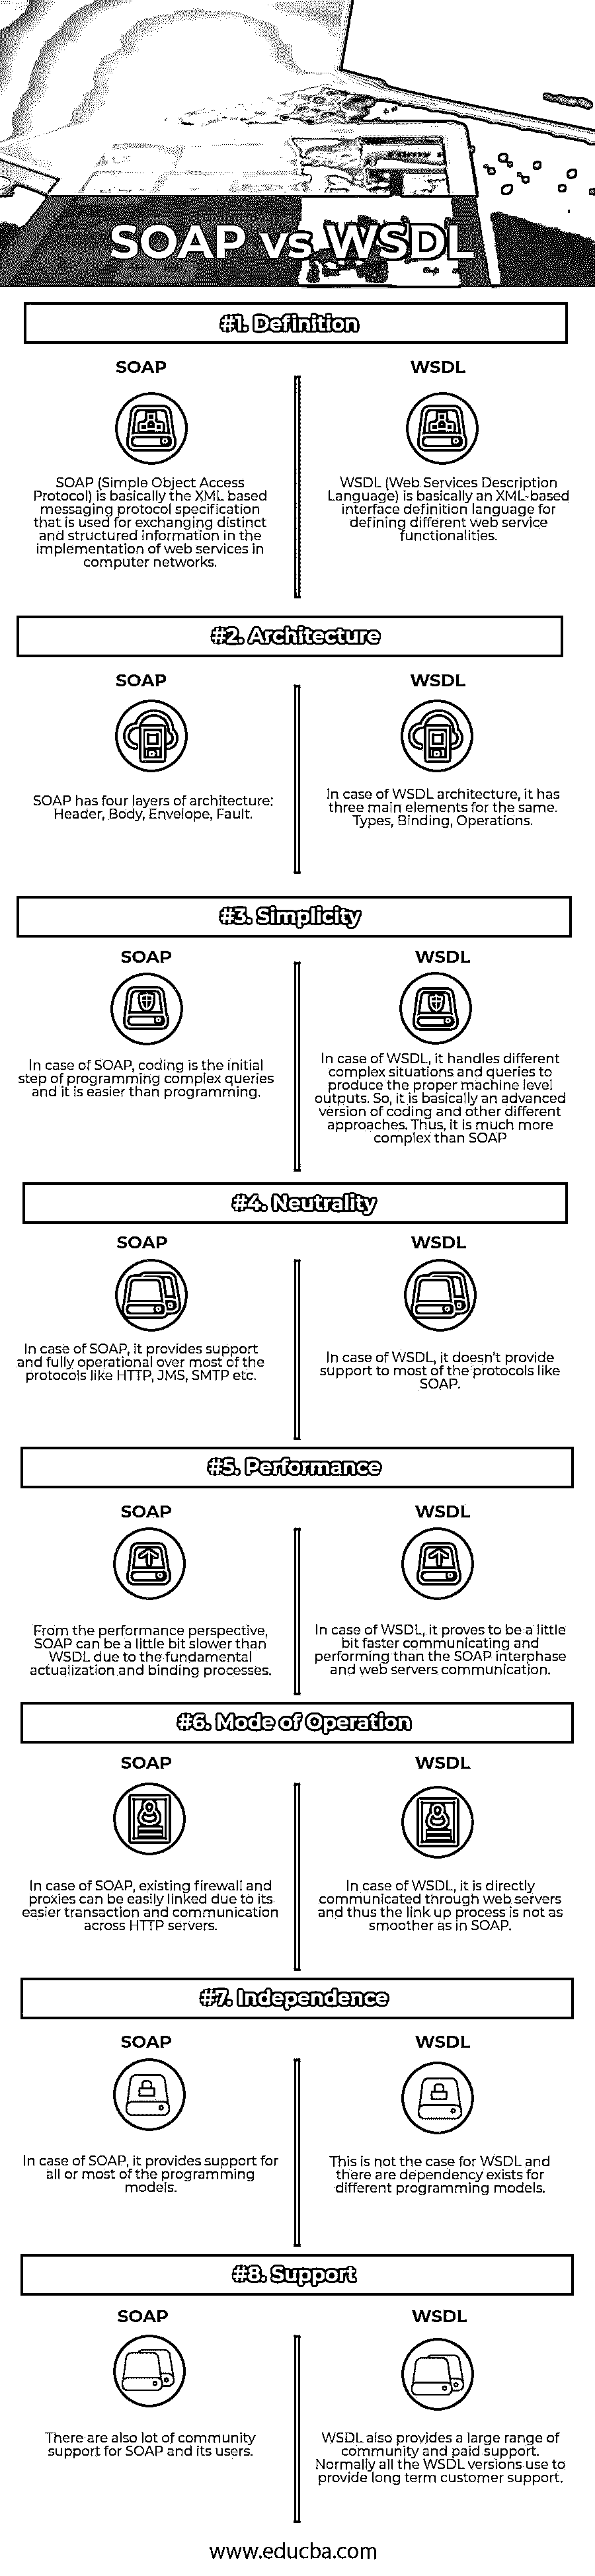 SOAP vs WSDL
#1. Definition
SOAP
WSDL
SOAP (Simple Object Access
Protocol) is basically the XML based
messaging protocol specification
that is used for exchanging distinct
and structured information in the
implementation of web services in
computer networks.
WSDL (Web Services Description
Language) is basically an XML-based
interface definition language for
defining different web service
functionalities.
#2. Architecture
SOAP
WSDL
SOAP has four layers of architecture:
Header, Body, Envelope, Fault.
In case of WSDL architecture, it has
three main elements for the same.
Types, Binding, Operations.
#3. Simplicity
SOAP
WSDL
In case of SOAP, coding is the initial
step of programming complex queries
and it is easier than programming.
In case of WSDL, it handles different
complex situations and queries to
produce the proper machine level
outputs. So, it is basically an advanced
version of coding and other different
approaches. Thus, it is much more
complex than SOAP
#4. Neutrality
SOAP
WSDL
In case of SOAP, it provides support
and fully operational over most of the
protocols like HTTP, JMS, SMTP etc.
In case of WSDL, it doesn't provide
support to most of the protocols like
SOAP.
#5. Performance
SOAP
WSDL
From the performance perspective,
SOAP can be a little bit slower than
WSDL due to the fundamental
actualization and binding processes.
In case of WSDL, it proves to be a little
bit faster communicating and
performing than the SOAP interphase
and web servers communication.
#6. Mode of Operation
SOAP
WSDL
In case of SOAP, existing firewall and
proxies can be easily linked due to its
easier transaction and communication
across HTTP servers.
In case of WSDL, it is directly
communicated through web servers
and thus the link up process is not as
smoother as in SOAP.
#7. Independence
SOAP
WSDL
In case of SOAP, it provides support for
all or most of the programming
models.
This is not the case for WSDL and
there are dependency exists for
different programming models.
#8. Support
SOAP
WSDL
There are also lot of community
support for SOAP and its users.
WSDL also provides a large range of
community and paid support.
Normally all the WSDL versions use to
provide long term customer support.
www.educba.com